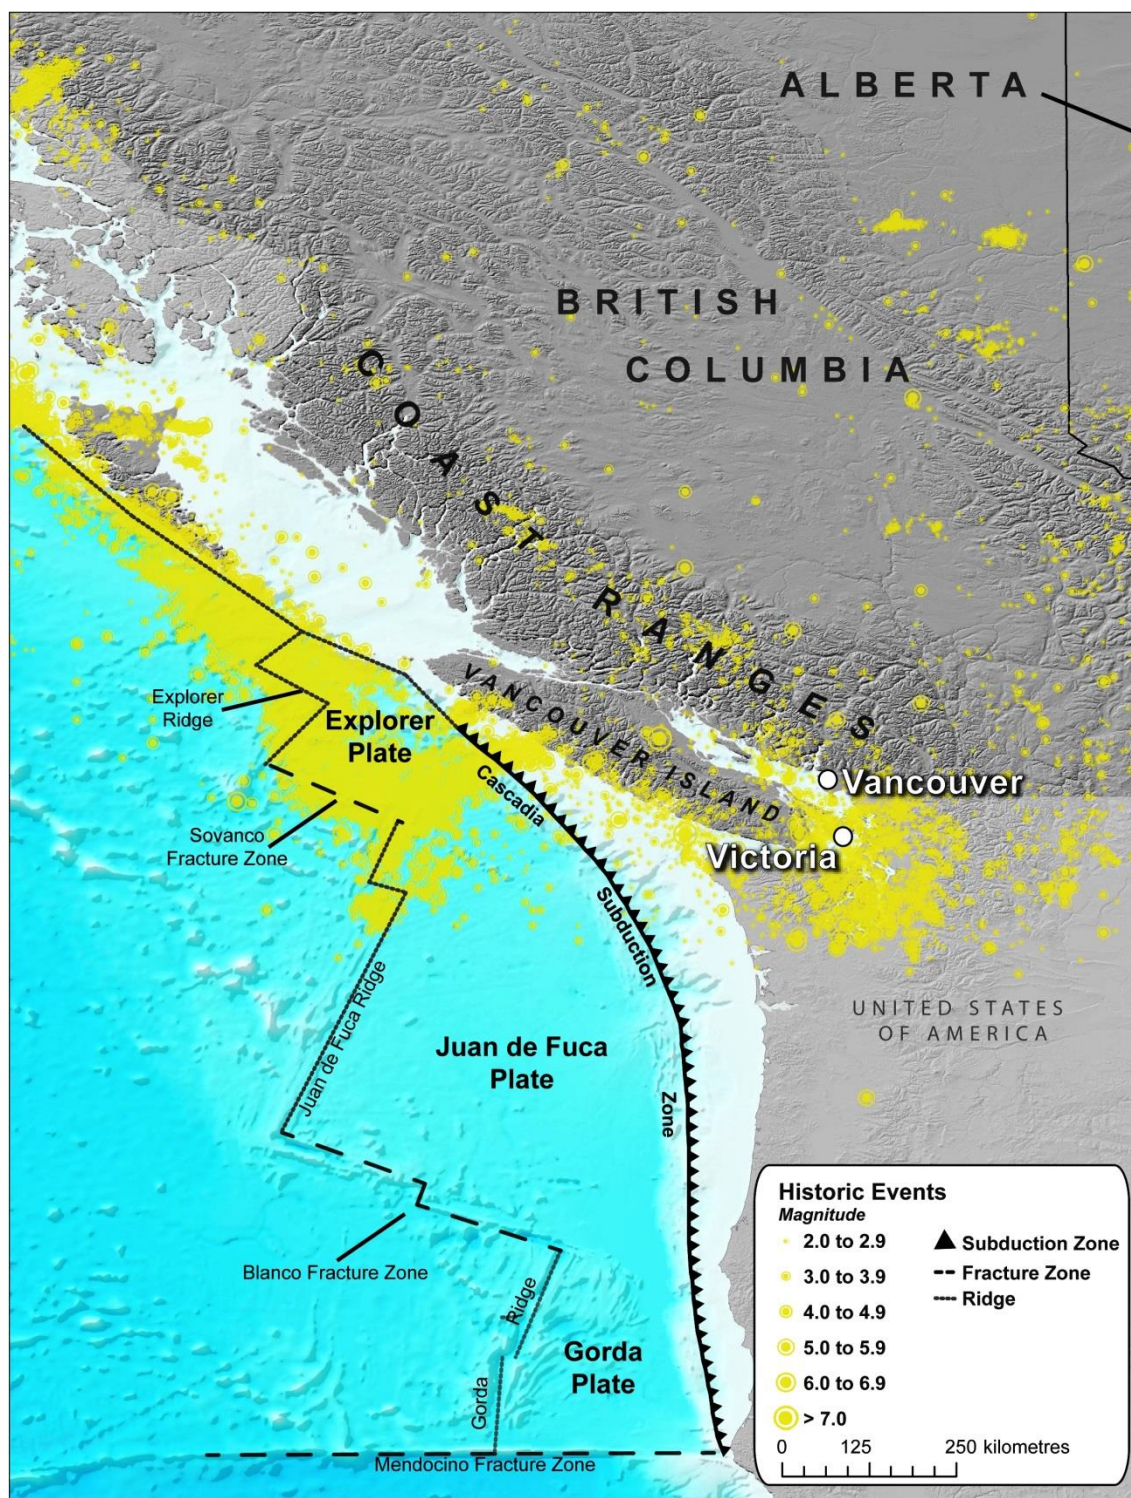 ALBERTA
BRITISH
COLUMBIA
COAST RANGES
VANCOUVER ISLAND
Explorer
Ridge
Explorer
Plate
Cascadia
Subduction
Zone
Vancouver
Victoria
Sovanco
Fracture Zone
UNITED STATES
OF AMERICA
Juan de Fuca Ridge
Juan de Fuca
Plate
Blanco Fracture Zone
Gorda
Ridge
Gorda
Plate
Mendocino Fracture Zone
Historic Events
Magnitude
2.0 to 2.9
3.0 to 3.9
4.0 to 4.9
5.0 to 5.9
6.0 to 6.9
> 7.0
Subduction Zone
Fracture Zone
Ridge
0 125 250 kilometres